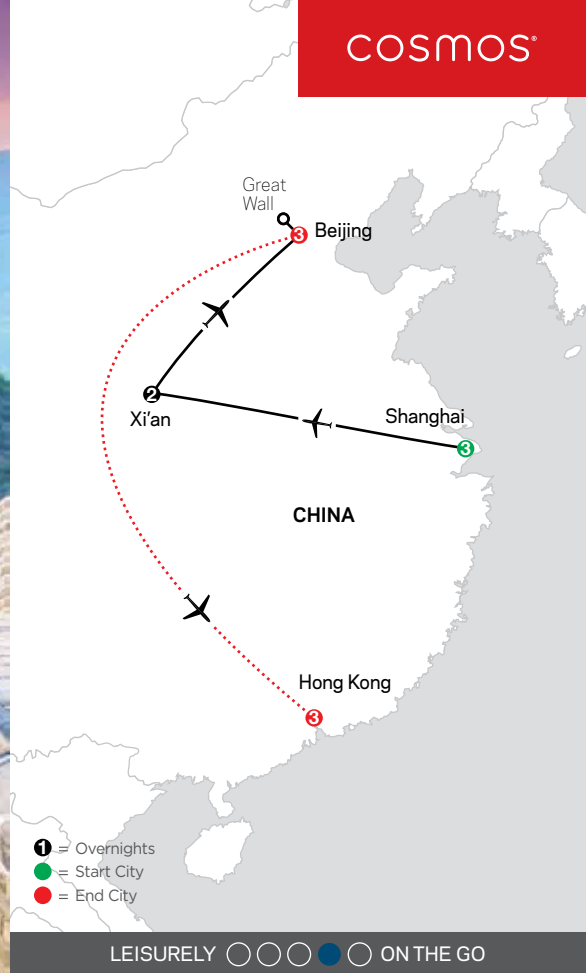 COSMOS®
Great
Wall
3 Beijing
2
Xi'an
Shanghai
3
CHINA
Hong Kong
3
1 = Overnights
= Start City
= End City
LEISURELY ON THE GO